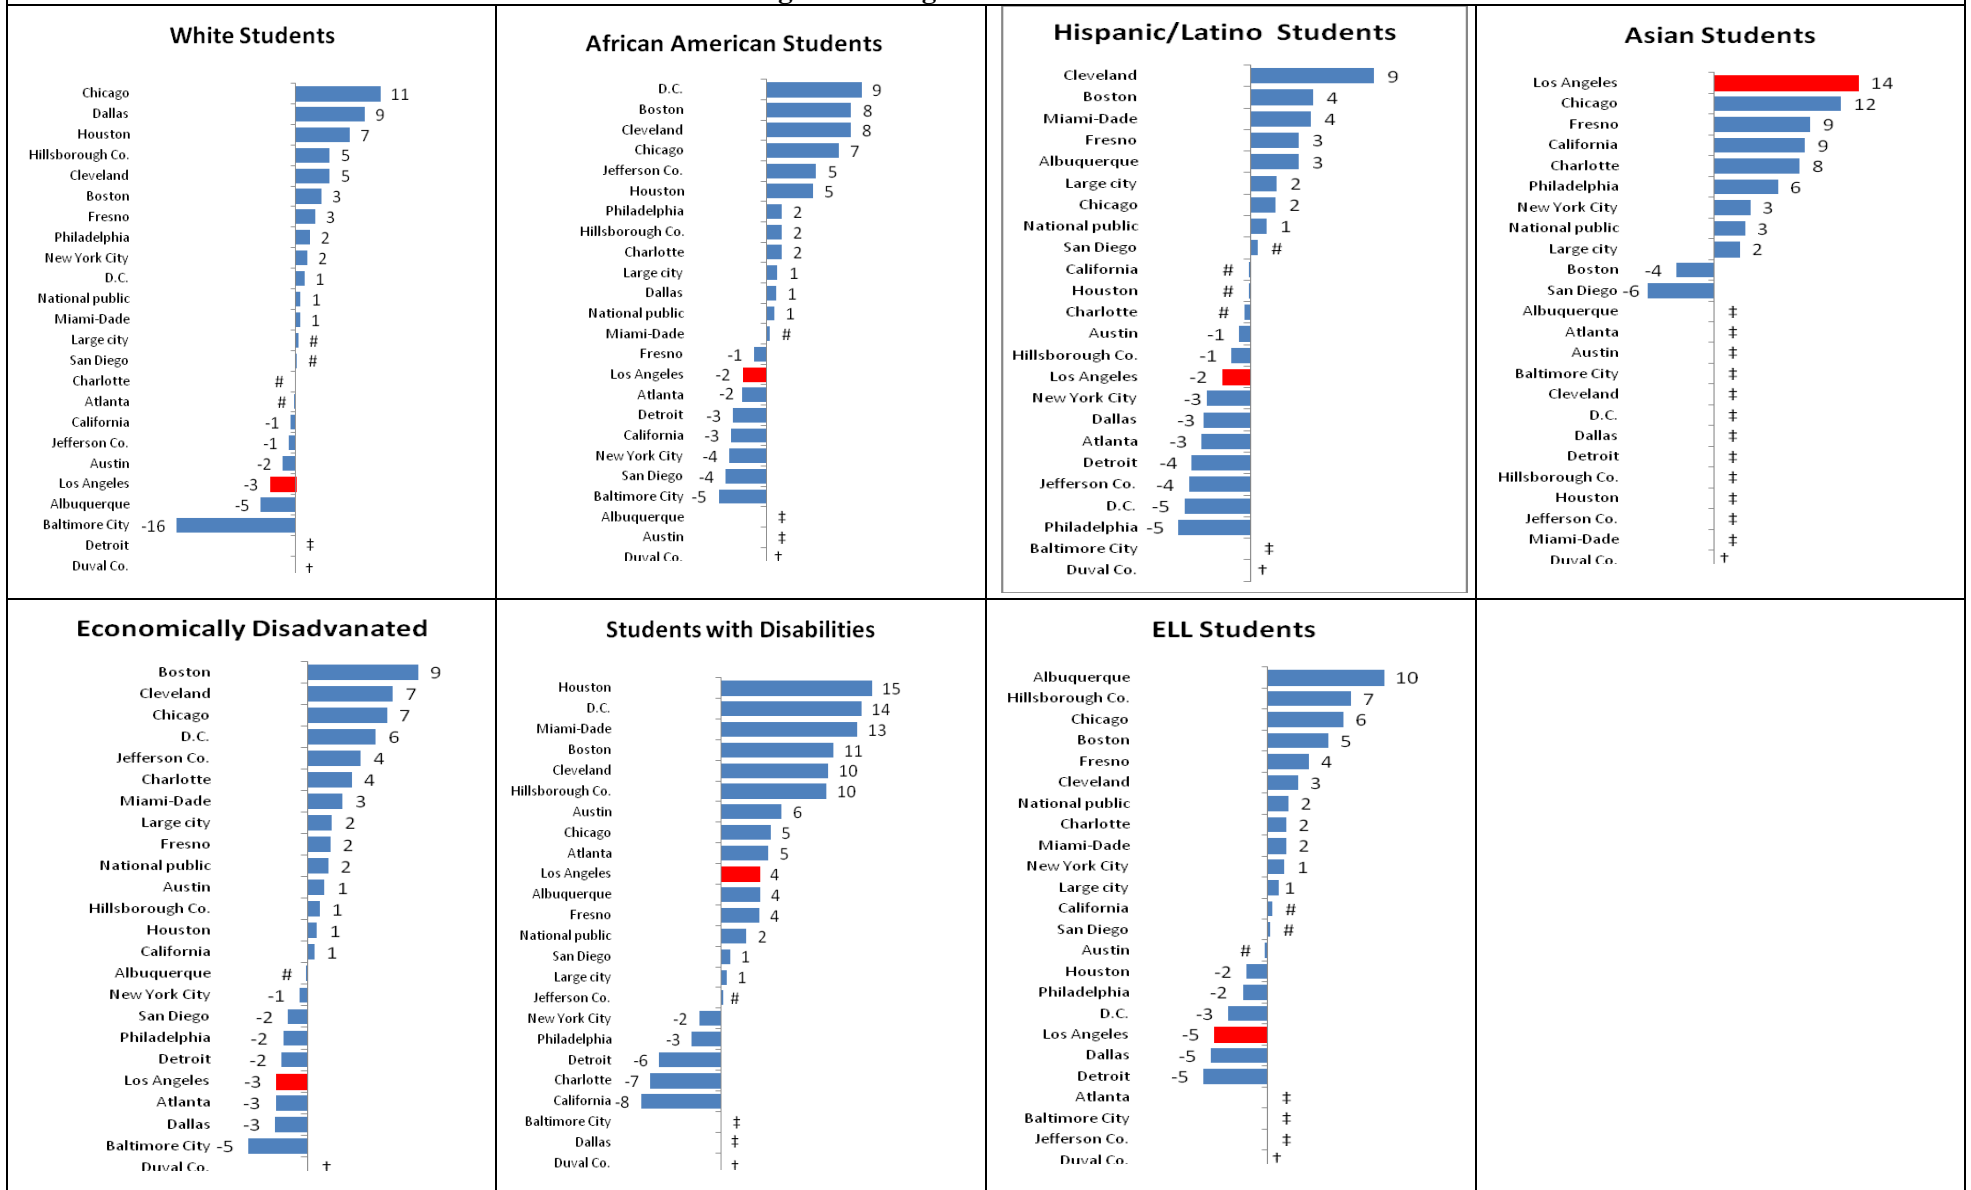 White Students
Chicago 11
Dallas 9
Houston 7
Hillsborough Co. 5
Cleveland 5
Boston 3
Fresno 3
Philadelphia 2
New York City 2
D.C. 1
National public 1
Miami-Dade 1
Large city #
San Diego #
Charlotte #
Atlanta #
California -1
Jefferson Co. -1
Austin -2
Los Angeles -3
Albuquerque -5
Baltimore City -16
Detroit ‡
Duval Co. †
African American Students
D.C. 9
Boston 8
Cleveland 8
Chicago 7
Jefferson Co. 5
Houston 5
Philadelphia 2
Hillsborough Co. 2
Charlotte 2
Large city 1
Dallas 1
National public 1
Miami-Dade #
Fresno -1
Los Angeles -2
Atlanta -2
Detroit -3
California -3
New York City -4
San Diego -4
Baltimore City -5
Albuquerque ‡
Austin ‡
Duval Co. †
Hispanic/Latino Students
Cleveland 9
Boston 4
Miami-Dade 4
Fresno 3
Albuquerque 3
Large city 2
Chicago 2
National public 1
San Diego #
California #
Houston #
Charlotte #
Austin -1
Hillsborough Co. -1
Los Angeles -2
New York City -3
Dallas -3
Atlanta -3
Detroit -4
Jefferson Co. -4
D.C. -5
Philadelphia -5
Baltimore City ‡
Duval Co. †
Asian Students
Los Angeles 14
Chicago 12
Fresno 9
California 9
Charlotte 8
Philadelphia 6
New York City 3
National public 3
Large city 2
Boston -4
San Diego -6
Albuquerque ‡
Atlanta ‡
Austin ‡
Baltimore City ‡
Cleveland ‡
D.C. ‡
Dallas ‡
Detroit ‡
Hillsborough Co. ‡
Houston ‡
Jefferson Co. ‡
Miami-Dade ‡
Duval Co. †
Economically Disadvanated
Boston 9
Cleveland 7
Chicago 7
D.C. 6
Jefferson Co. 4
Charlotte 4
Miami-Dade 3
Large city 2
Fresno 2
National public 2
Austin 1
Hillsborough Co. 1
Houston 1
California 1
Albuquerque #
New York City -1
San Diego -2
Philadelphia -2
Detroit -2
Los Angeles -3
Atlanta -3
Dallas -3
Baltimore City -5
Duval Co. †
Students with Disabilities
Houston 15
D.C. 14
Miami-Dade 13
Boston 11
Cleveland 10
Hillsborough Co. 10
Austin 6
Chicago 5
Atlanta 5
Los Angeles 4
Albuquerque 4
Fresno 4
National public 2
San Diego 1
Large city 1
Jefferson Co. #
New York City -2
Philadelphia -3
Detroit -6
Charlotte -7
California -8
Baltimore City ‡
Dallas ‡
Duval Co. †
ELL Students
Albuquerque 10
Hillsborough Co. 7
Chicago 6
Boston 5
Fresno 4
Cleveland 3
National public 2
Charlotte 2
Miami-Dade 2
New York City 1
Large city 1
California #
San Diego #
Austin #
Houston -2
Philadelphia -2
D.C. -3
Los Angeles -5
Dallas -5
Detroit -5
Atlanta ‡
Baltimore City ‡
Jefferson Co. ‡
Duval Co. †